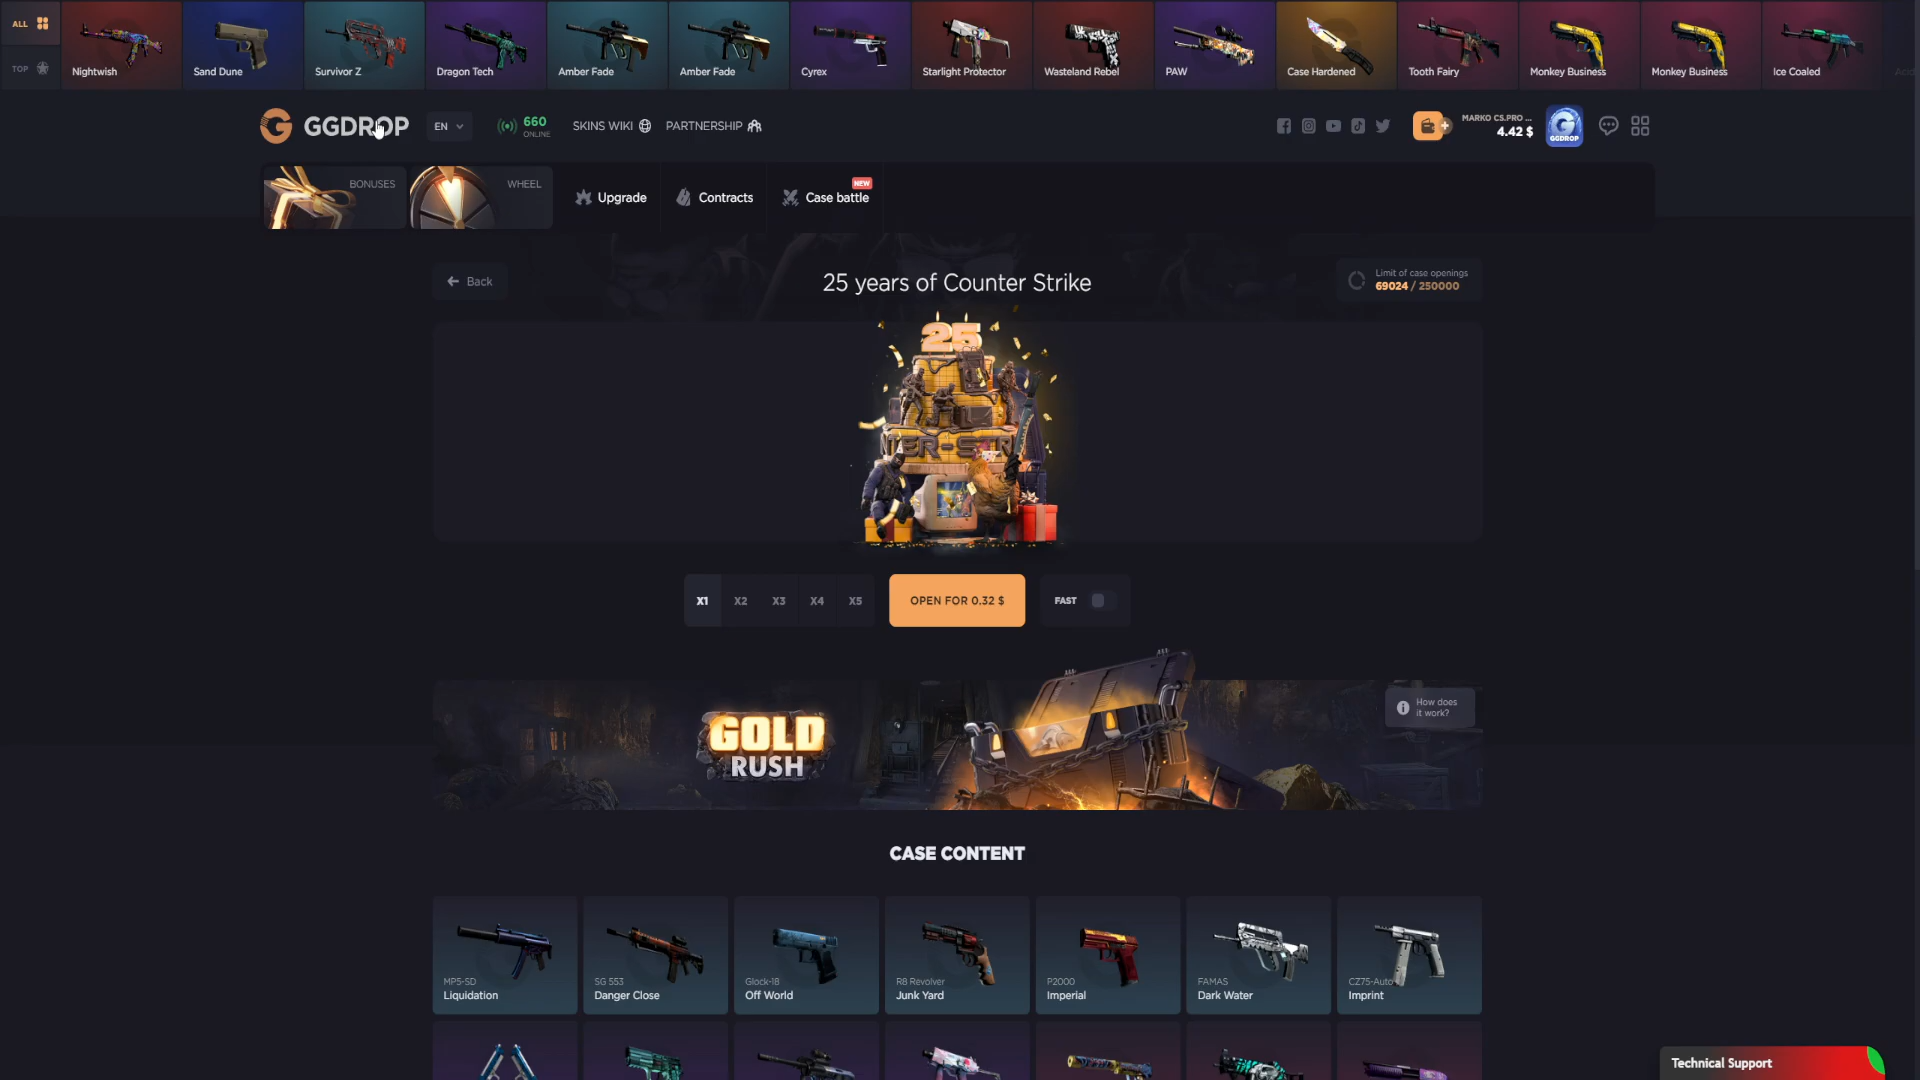 ALL
TOP
Nightwish
Sand Dune
Survivor Z
Dragon Tech
Amber Fade
Amber Fade
Cyrex
Starlight Protector
Wasteland Rebel
PAW
Case Hardened
Tooth Fairy
Monkey Business
Monkey Business
Ice Coaled
GGDROP
EN
660
ONLINE
SKINS WIKI
PARTNERSHIP
MARKO CS.PRO ...
4.42 $
GGDROP
BONUSES
WHEEL
Upgrade
Contracts
NEW
Case battle
Back
25 years of Counter Strike
Limit of case openings
69024 / 250000
25
X1 X2 X3 X4 X5
OPEN FOR 0.32 $
FAST
GOLD
RUSH
How does
it work?
CASE CONTENT
MP5-SD
Liquidation
SG 553
Danger Close
Glock-18
Off World
R8 Revolver
Junk Yard
P2000
Imperial
FAMAS
Dark Water
CZ75-Auto
Imprint
Technical Support